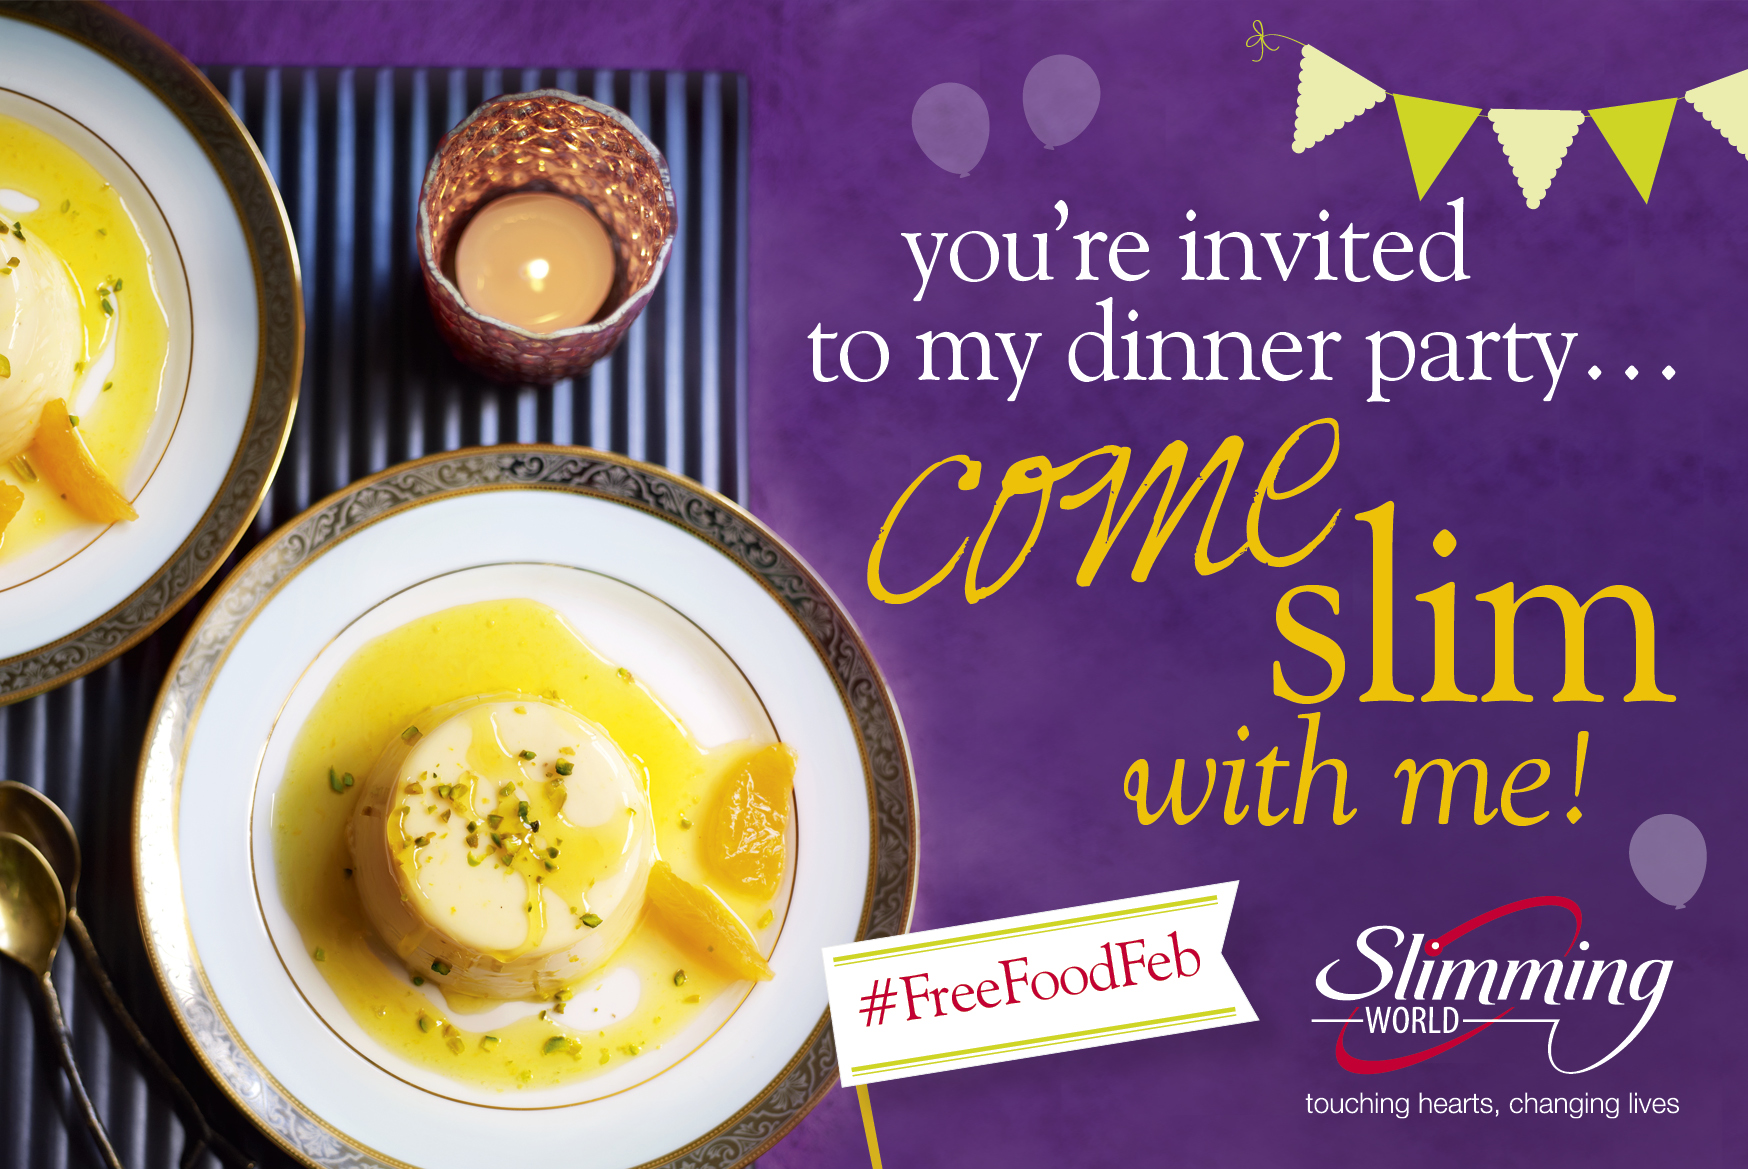 you’re invited
to my dinner party...
come
slim
with me!
#FreeFoodFeb
Slimming
WORLD
touching hearts, changing lives